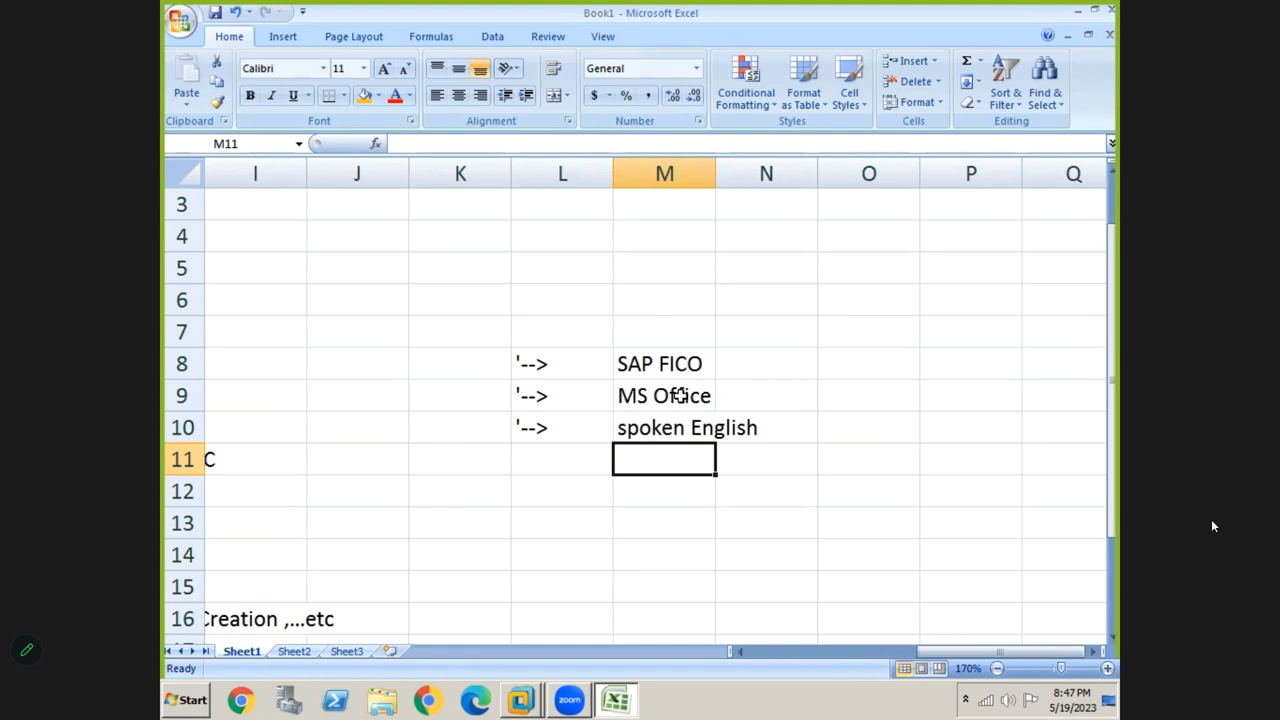 Book1 - Microsoft Excel
Home Insert Page Layout Formulas Data Review View
Paste
Calibri 11
B I U
General
$ % ,
Conditional Formatting
Format as Table
Cell Styles
Insert
Delete
Format
Sort & Filter
Find & Select
Clipboard Font Alignment Number Styles Cells Editing
M11 fx
I J K L M N O P Q
3
4
5
6
7
8 '--> SAP FICO
9 '--> MS Office
10 '--> spoken English
11 C
12
13
14
15
16 Creation ,...etc
Sheet1 Sheet2 Sheet3
Ready 170%
Start zoom 8:47 PM
5/19/2023